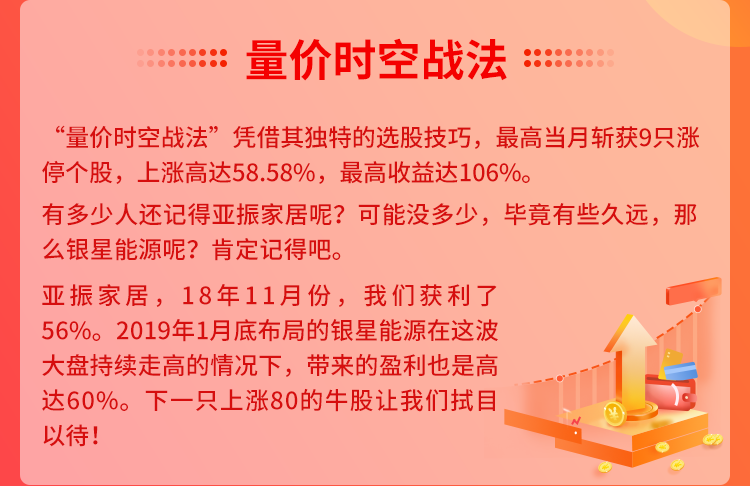 量价时空战法
“量价时空战法”凭借其独特的选股技巧，最高当月斩获9只涨
停个股，上涨高达58.58%，最高收益达106%。
有多少人还记得亚振家居呢？可能没多少，毕竟有些久远，那
么银星能源呢？肯定记得吧。
亚振家居，18年11月份，我们获利了
56%。2019年1月底布局的银星能源在这波
大盘持续走高的情况下，带来的盈利也是高
达60%。下一只上涨80的牛股让我们拭目
以待！